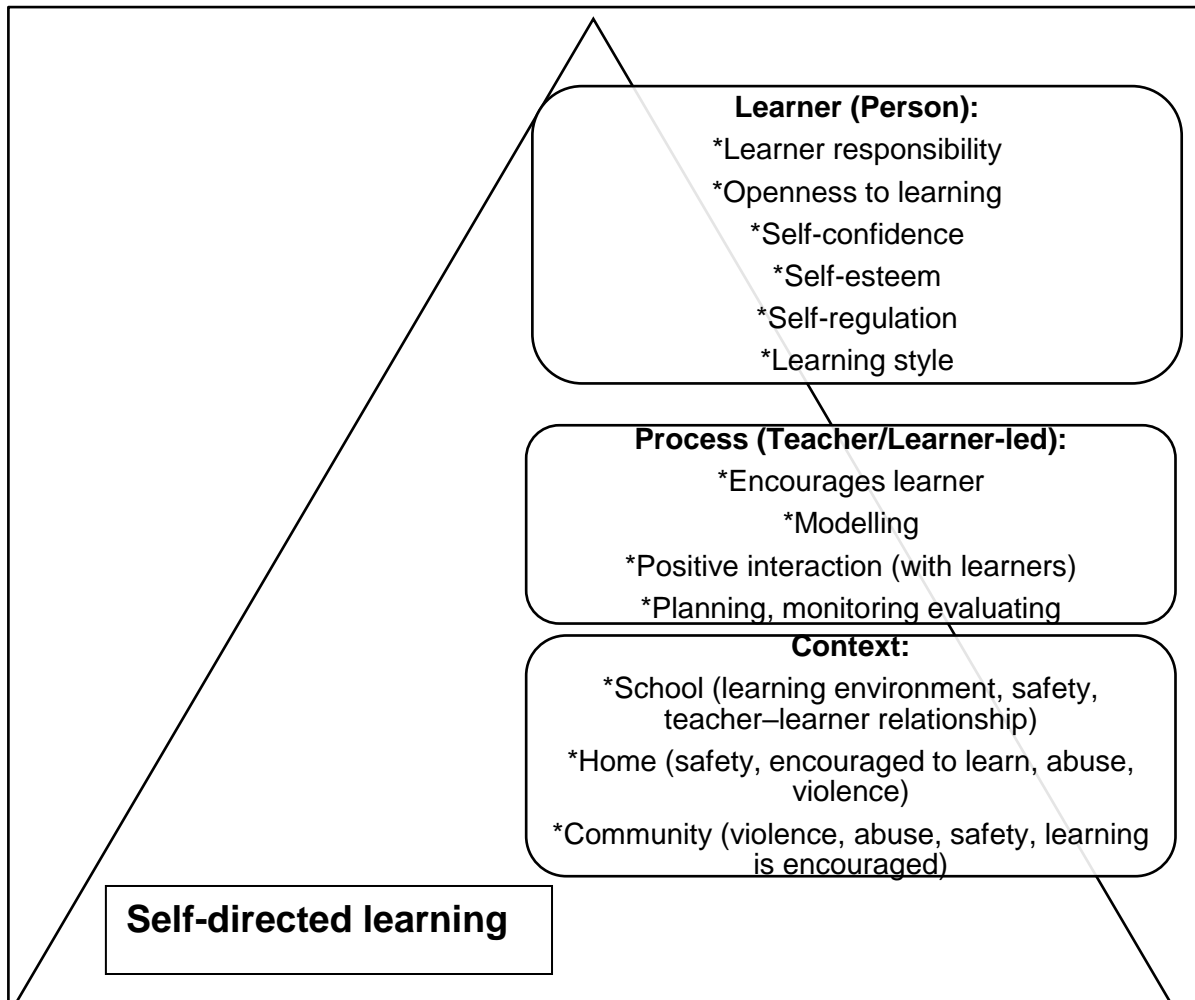 Learner (Person):
*Learner responsibility
*Openness to learning
*Self-confidence
*Self-esteem
*Self-regulation
*Learning style
Process (Teacher/Learner-led):
*Encourages learner
*Modelling
*Positive interaction (with learners)
*Planning, monitoring evaluating
Context:
*School (learning environment, safety,
teacher–learner relationship)
*Home (safety, encouraged to learn, abuse,
violence)
*Community (violence, abuse, safety, learning
is encouraged)
Self-directed learning